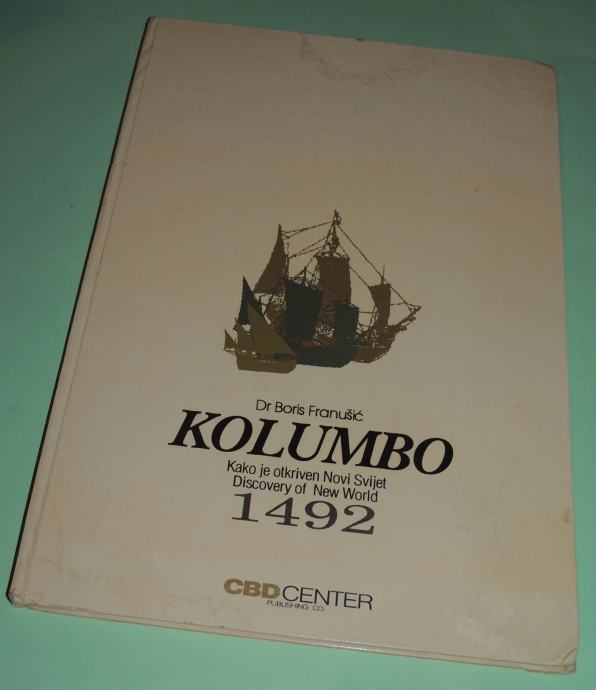 Dr Boris Franušić
KOLUMBO
Kako je otkriven Novi Svijet
Discovery of New World
1492
CBD CENTER
PUBLISHING CO.